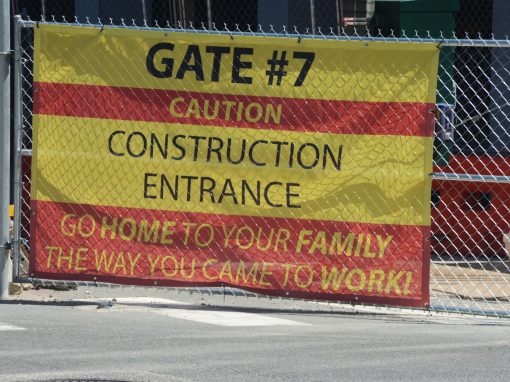 GATE #7
CAUTION
CONSTRUCTION
ENTRANCE
GO HOME TO YOUR FAMILY
THE WAY YOU CAME TO WORK!